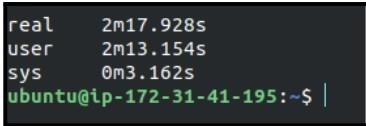 real 2m17.928s
user 2m13.154s
sys 0m3.162s
ubuntu@ip-172-31-41-195:~$